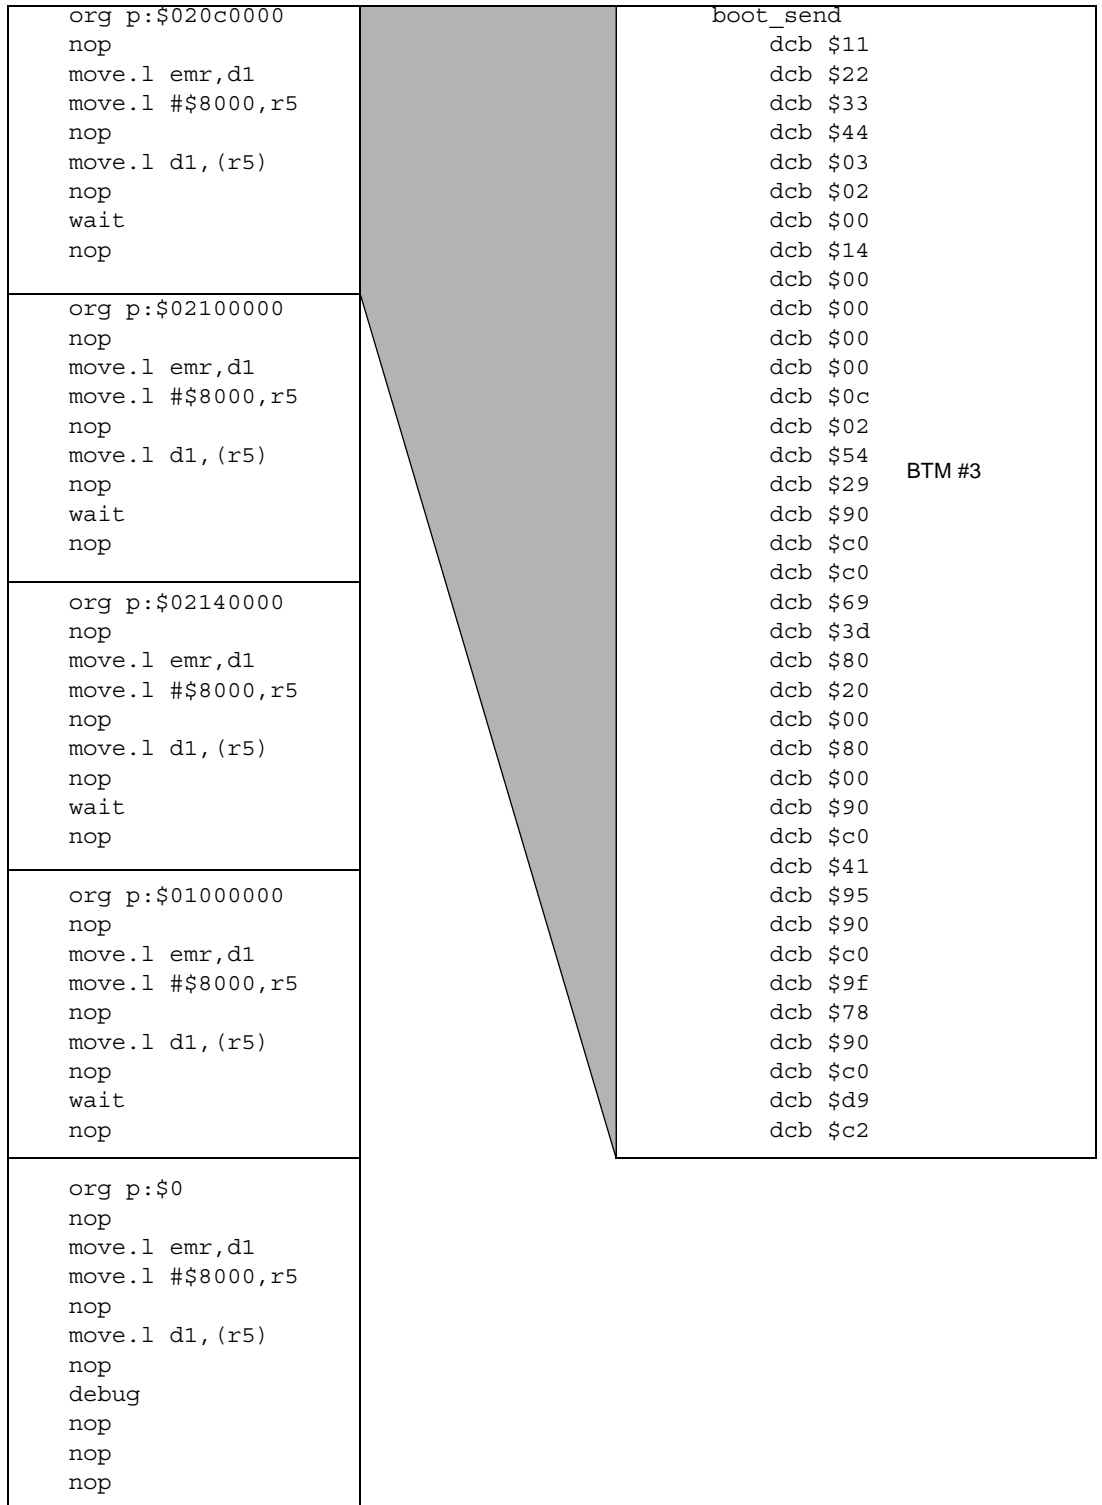 org p:$020c0000
nop
move.l emr,d1
move.l #$8000,r5
nop
move.l d1,(r5)
nop
wait
nop
org p:$02100000
nop
move.l emr,d1
move.l #$8000,r5
nop
move.l d1,(r5)
nop
wait
nop
org p:$02140000
nop
move.l emr,d1
move.l #$8000,r5
nop
move.l d1,(r5)
nop
wait
nop
org p:$01000000
nop
move.l emr,d1
move.l #$8000,r5
nop
move.l d1,(r5)
nop
wait
nop
org p:$0
nop
move.l emr,d1
move.l #$8000,r5
nop
move.l d1,(r5)
nop
debug
nop
nop
nop
boot_send
dcb $11
dcb $22
dcb $33
dcb $44
dcb $03
dcb $02
dcb $00
dcb $14
dcb $00
dcb $00
dcb $00
dcb $00
dcb $0c
dcb $02
dcb $54
dcb $29
dcb $90
dcb $c0
dcb $c0
dcb $69
dcb $3d
dcb $80
dcb $20
dcb $00
dcb $80
dcb $00
dcb $90
dcb $c0
dcb $41
dcb $95
dcb $90
dcb $c0
dcb $9f
dcb $78
dcb $90
dcb $c0
dcb $d9
dcb $c2
BTM #3